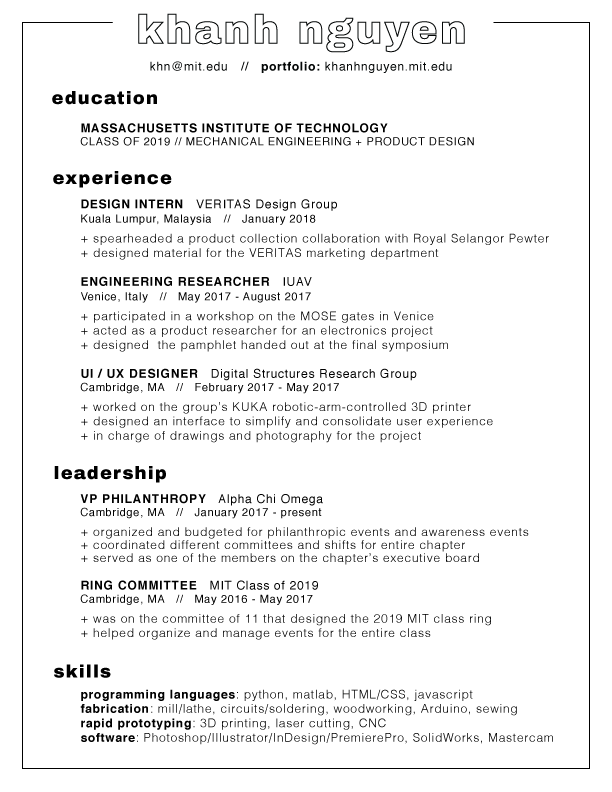 khanh nguyen
khn@mit.edu // portfolio: khanhnguyen.mit.edu
education
MASSACHUSETTS INSTITUTE OF TECHNOLOGY
CLASS OF 2019 // MECHANICAL ENGINEERING + PRODUCT DESIGN
experience
DESIGN INTERN VERITAS Design Group
Kuala Lumpur, Malaysia // January 2018
+ spearheaded a product collection collaboration with Royal Selangor Pewter
+ designed material for the VERITAS marketing department
ENGINEERING RESEARCHER IUAV
Venice, Italy // May 2017 - August 2017
+ participated in a workshop on the MOSE gates in Venice
+ acted as a product researcher for an electronics project
+ designed the pamphlet handed out at the final symposium
UI / UX DESIGNER Digital Structures Research Group
Cambridge, MA // February 2017 - May 2017
+ worked on the group's KUKA robotic-arm-controlled 3D printer
+ designed an interface to simplify and consolidate user experience
+ in charge of drawings and photography for the project
leadership
VP PHILANTHROPY Alpha Chi Omega
Cambridge, MA // January 2017 - present
+ organized and budgeted for philanthropic events and awareness events
+ coordinated different committees and shifts for entire chapter
+ served as one of the members on the chapter's executive board
RING COMMITTEE MIT Class of 2019
Cambridge, MA // May 2016 - May 2017
+ was on the committee of 11 that designed the 2019 MIT class ring
+ helped organize and manage events for the entire class
skills
programming languages: python, matlab, HTML/CSS, javascript
fabrication: mill/lathe, circuits/soldering, woodworking, Arduino, sewing
rapid prototyping: 3D printing, laser cutting, CNC
software: Photoshop/Illustrator/InDesign/PremierePro, SolidWorks, Mastercam